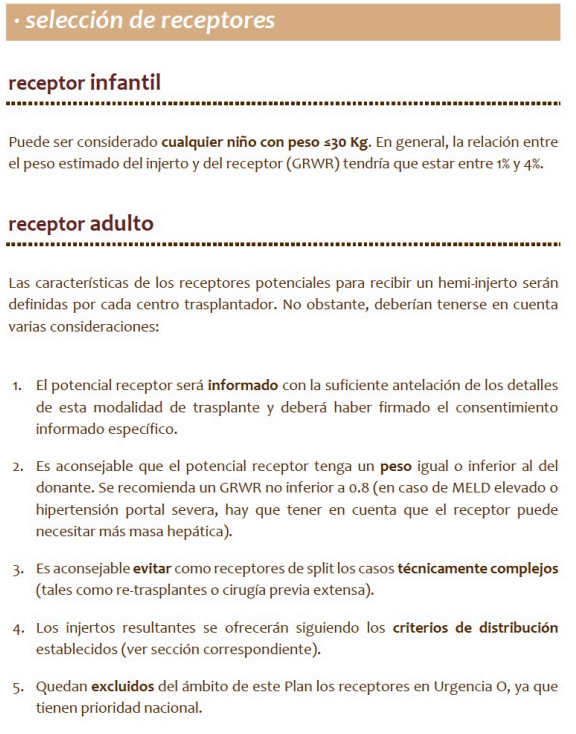 · selección de receptores
receptor infantil
Puede ser considerado cualquier niño con peso ≤30 Kg. En general, la relación entre
el peso estimado del injerto y del receptor (GRWR) tendría que estar entre 1% y 4%.
receptor adulto
Las características de los receptores potenciales para recibir un hemi-injerto serán
definidas por cada centro trasplantador. No obstante, deberían tenerse en cuenta
varias consideraciones:
1. El potencial receptor será informado con la suficiente antelación de los detalles
de esta modalidad de trasplante y deberá haber firmado el consentimiento
informado específico.
2. Es aconsejable que el potencial receptor tenga un peso igual o inferior al del
donante. Se recomienda un GRWR no inferior a 0.8 (en caso de MELD elevado o
hipertensión portal severa, hay que tener en cuenta que el receptor puede
necesitar más masa hepática).
3. Es aconsejable evitar como receptores de split los casos técnicamente complejos
(tales como re-trasplantes o cirugía previa extensa).
4. Los injertos resultantes se ofrecerán siguiendo los criterios de distribución
establecidos (ver sección correspondiente).
5. Quedan excluidos del ámbito de este Plan los receptores en Urgencia 0, ya que
tienen prioridad nacional.